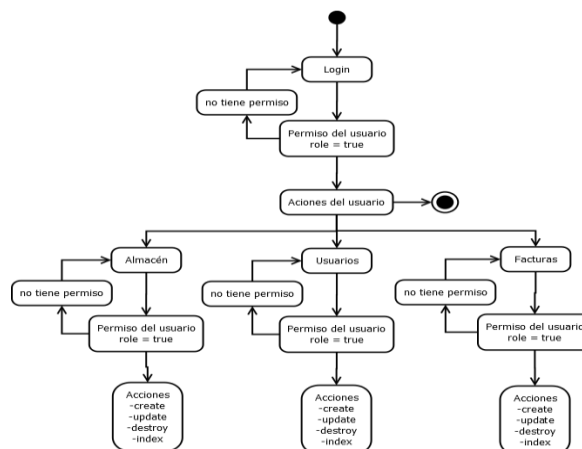 Login
no tiene permiso
Permiso del usuario
role = true
Aciones del usuario
Almacén
Usuarios
Facturas
no tiene permiso
no tiene permiso
no tiene permiso
Permiso del usuario
role = true
Permiso del usuario
role = true
Permiso del usuario
role = true
Acciones
-create
-update
-destroy
-index
Acciones
-create
-update
-destroy
-index
Acciones
-create
-update
-destroy
-index